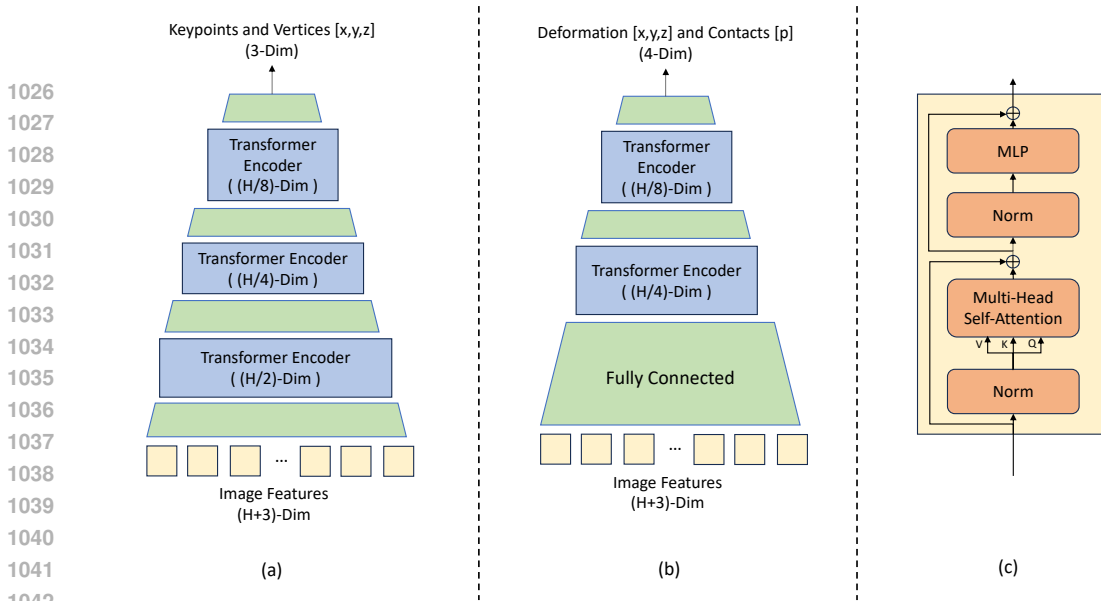 1026
1027
1028
1029
1030
1031
1032
1033
1034
1035
1036
1037
1038
1039
1040
1041
Keypoints and Vertices [x,y,z]
(3-Dim)
Transformer
Encoder
( (H/8)-Dim )
Transformer Encoder
( (H/4)-Dim )
Transformer Encoder
( (H/2)-Dim )
...
Image Features
(H+3)-Dim
(a)
Deformation [x,y,z] and Contacts [p]
(4-Dim)
Transformer
Encoder
( (H/8)-Dim )
Transformer Encoder
( (H/4)-Dim )
Fully Connected
...
Image Features
(H+3)-Dim
(b)
MLP
Norm
Multi-Head
Self-Attention
V K Q
Norm
(c)